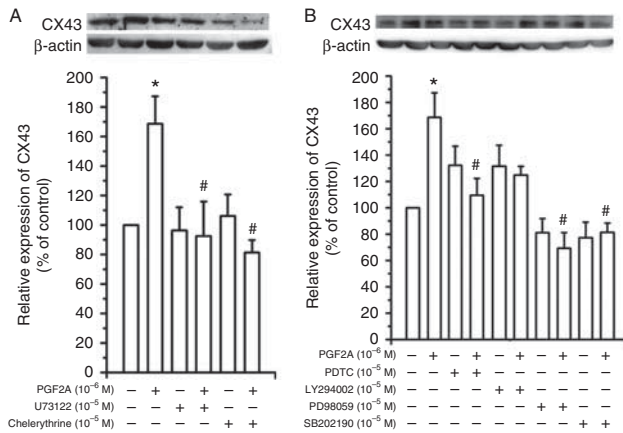 A
CX43
β-actin
200
180
160
140
120
100
80
60
40
20
0
Relative expression of CX43
(% of control)
*
#
#
PGF2A (10⁻⁶ M) – + – + – +
U73122 (10⁻⁵ M) – – + + – –
Chelerythrine (10⁻⁵ M) – – – – + +
B
CX43
β-actin
200
180
160
140
120
100
80
60
40
20
0
Relative expression of CX43
(% of control)
*
#
#
#
PGF2A (10⁻⁶ M) – + – + – + – + – +
PDTC (10⁻⁵ M) – – + + – – – – – –
LY294002 (10⁻⁵ M) – – – – + + – – – –
PD98059 (10⁻⁵ M) – – – – – – + + – –
SB202190 (10⁻⁵ M) – – – – – – – – + +